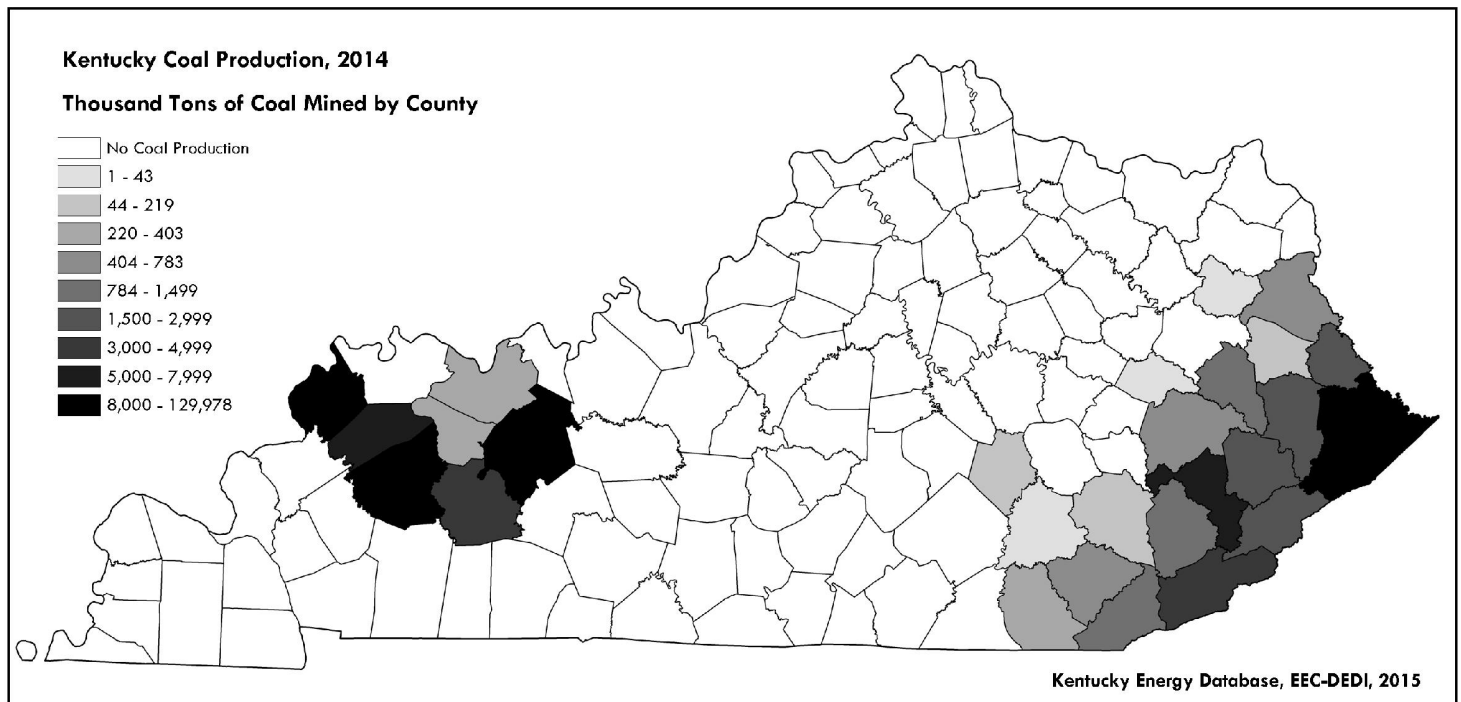 Kentucky Coal Production, 2014
Thousand Tons of Coal Mined by County
No Coal Production
1 - 43
44 - 219
220 - 403
404 - 783
784 - 1,499
1,500 - 2,999
3,000 - 4,999
5,000 - 7,999
8,000 - 129,978
Kentucky Energy Database, EEC-DEDI, 2015